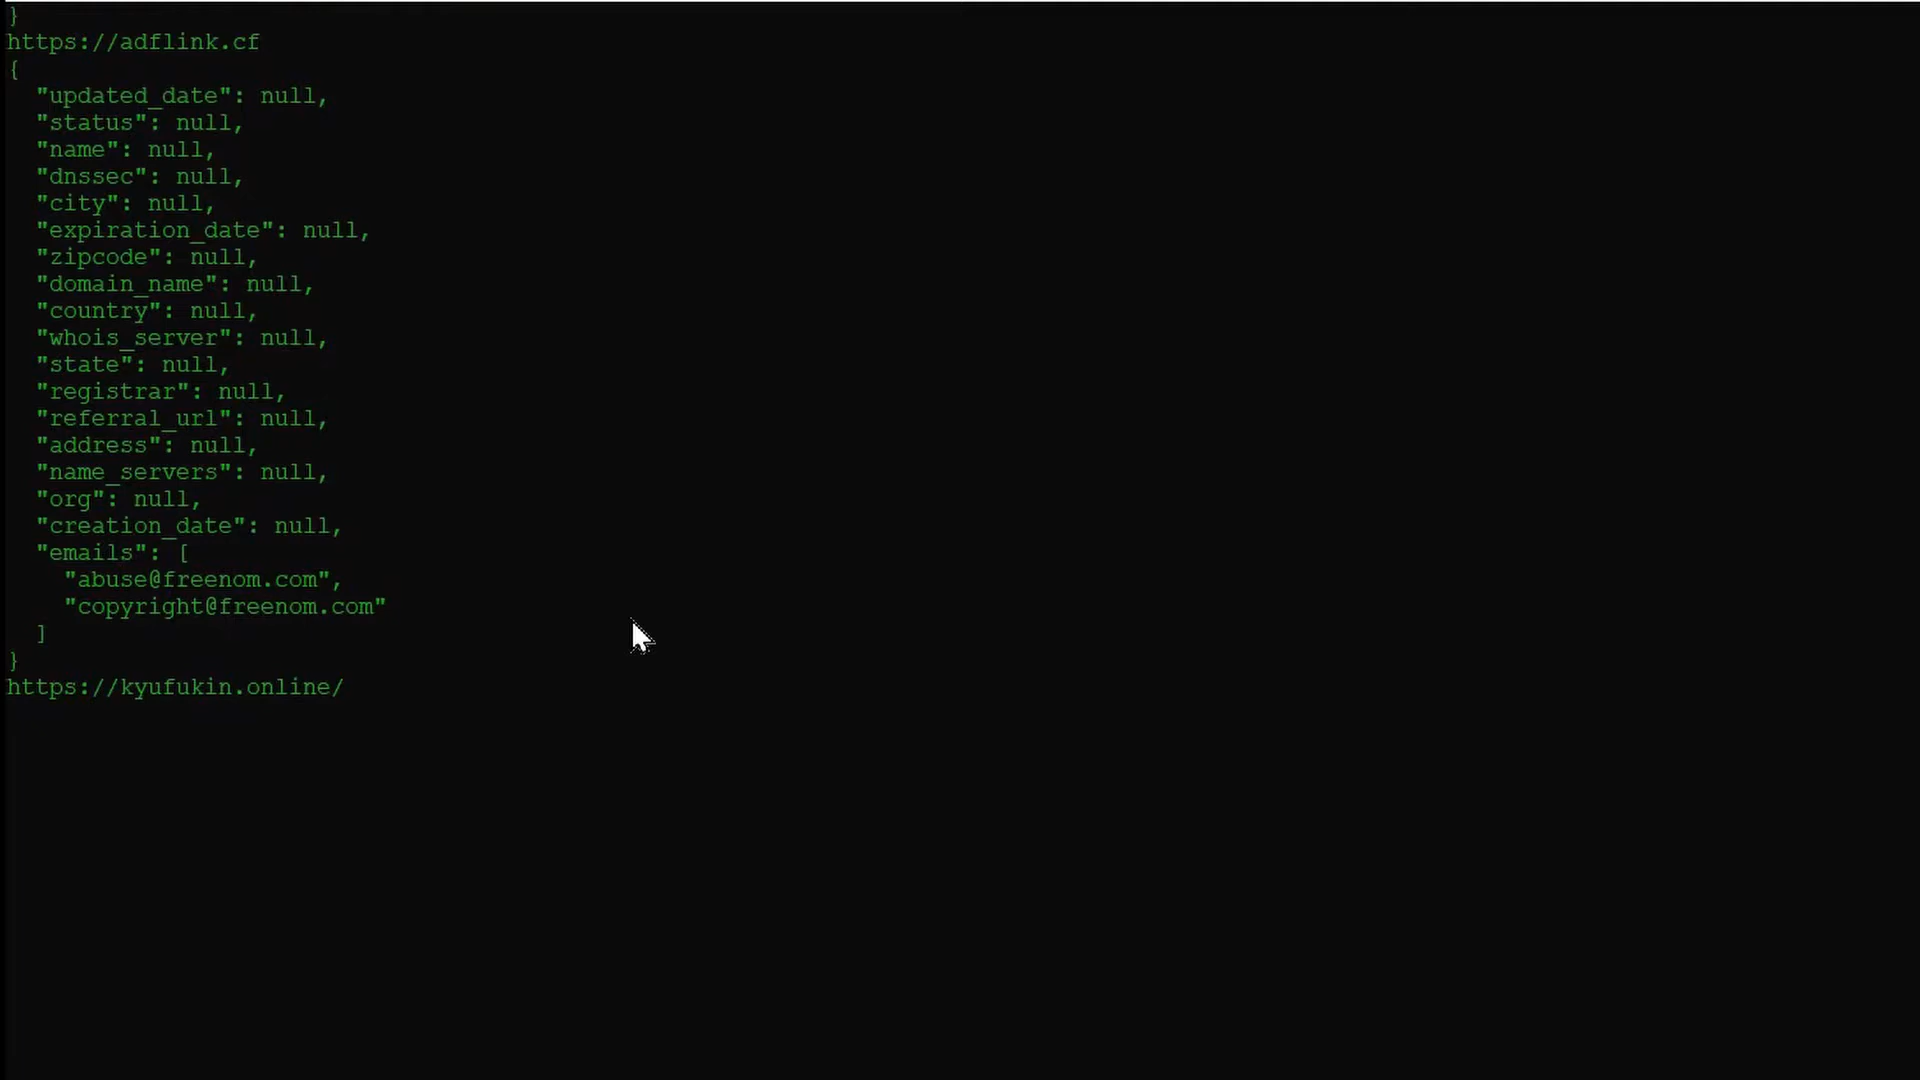 }
https://adflink.cf
{
  "updated_date": null,
  "status": null,
  "name": null,
  "dnssec": null,
  "city": null,
  "expiration_date": null,
  "zipcode": null,
  "domain_name": null,
  "country": null,
  "whois_server": null,
  "state": null,
  "registrar": null,
  "referral_url": null,
  "address": null,
  "name_servers": null,
  "org": null,
  "creation_date": null,
  "emails": [
    "abuse@freenom.com",
    "copyright@freenom.com"
  ]
}
https://kyufukin.online/